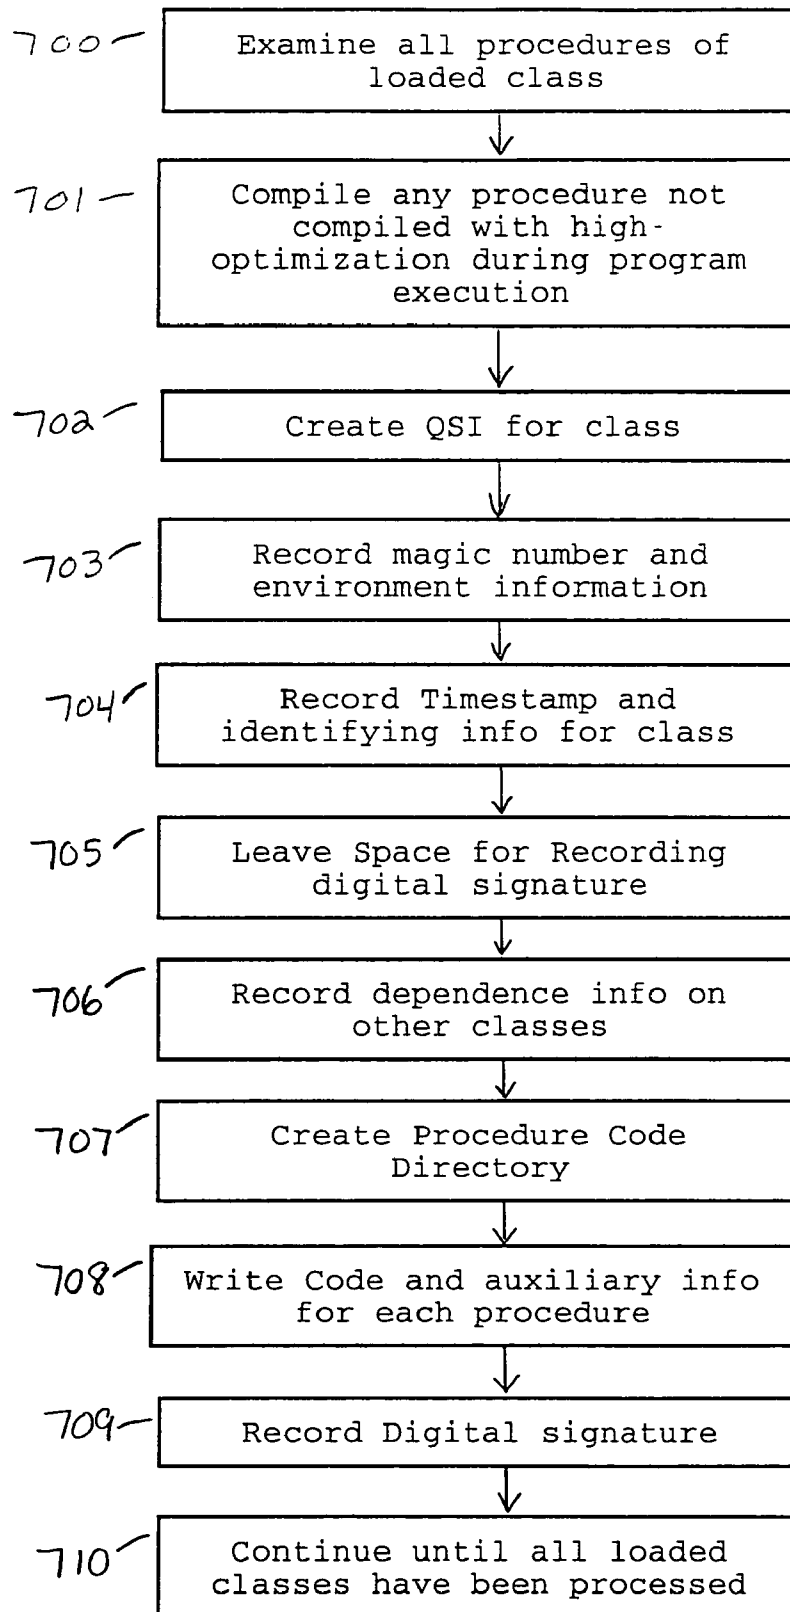 700
Examine all procedures of
loaded class
701
Compile any procedure not
compiled with high-
optimization during program
execution
702
Create QSI for class
703
Record magic number and
environment information
704
Record Timestamp and
identifying info for class
705
Leave Space for Recording
digital signature
706
Record dependence info on
other classes
707
Create Procedure Code
Directory
708
Write Code and auxiliary info
for each procedure
709
Record Digital signature
710
Continue until all loaded
classes have been processed